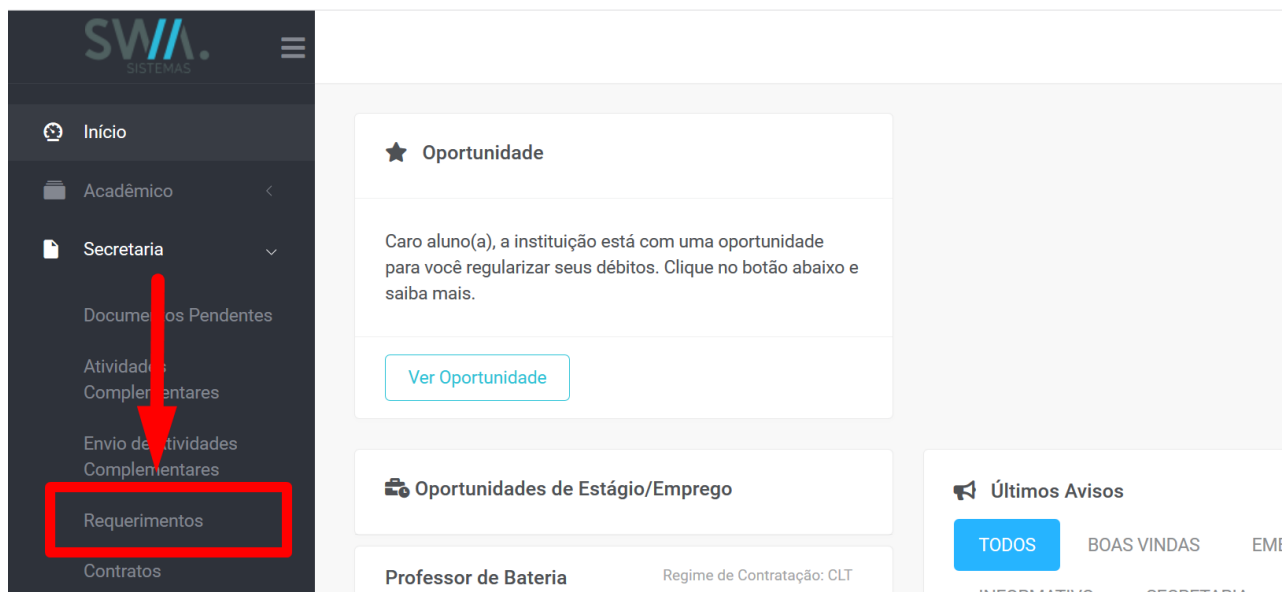 SWA.
SISTEMAS
Início
Acadêmico
Secretaria
Documentos Pendentes
Atividades
Complementares
Envio de Atividades
Complementares
Requerimentos
Contratos
Oportunidade
Caro aluno(a), a instituição está com uma oportunidade
para você regularizar seus débitos. Clique no botão abaixo e
saiba mais.
Ver Oportunidade
Oportunidades de Estágio/Emprego
Professor de Bateria
Regime de Contratação: CLT
Últimos Avisos
TODOS BOAS VINDAS
INFORMATIVO SECRETARIA